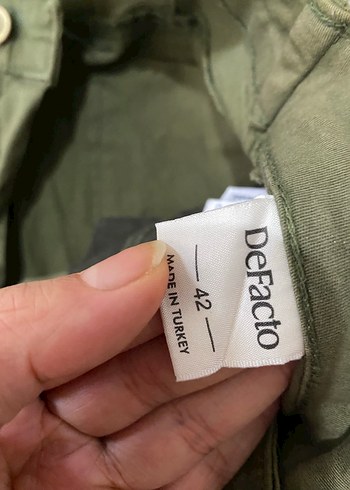 DeFacto
— 42 —
MADE IN TURKEY